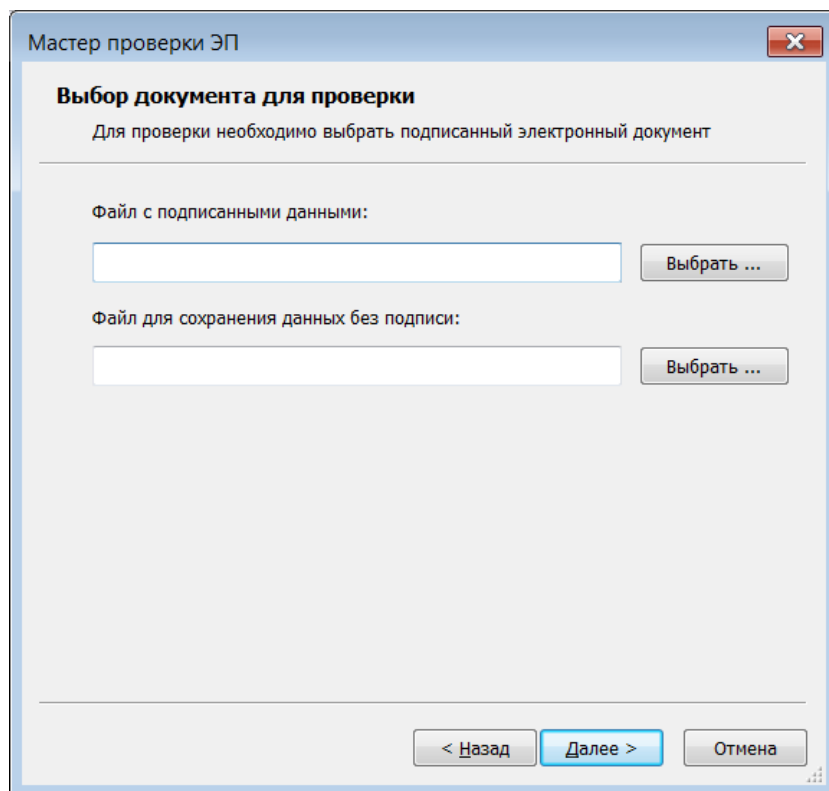 Мастер проверки ЭП
Выбор документа для проверки
Для проверки необходимо выбрать подписанный электронный документ
Файл с подписанными данными:
Выбрать ...
Файл для сохранения данных без подписи:
Выбрать ...
< Назад Далее > Отмена